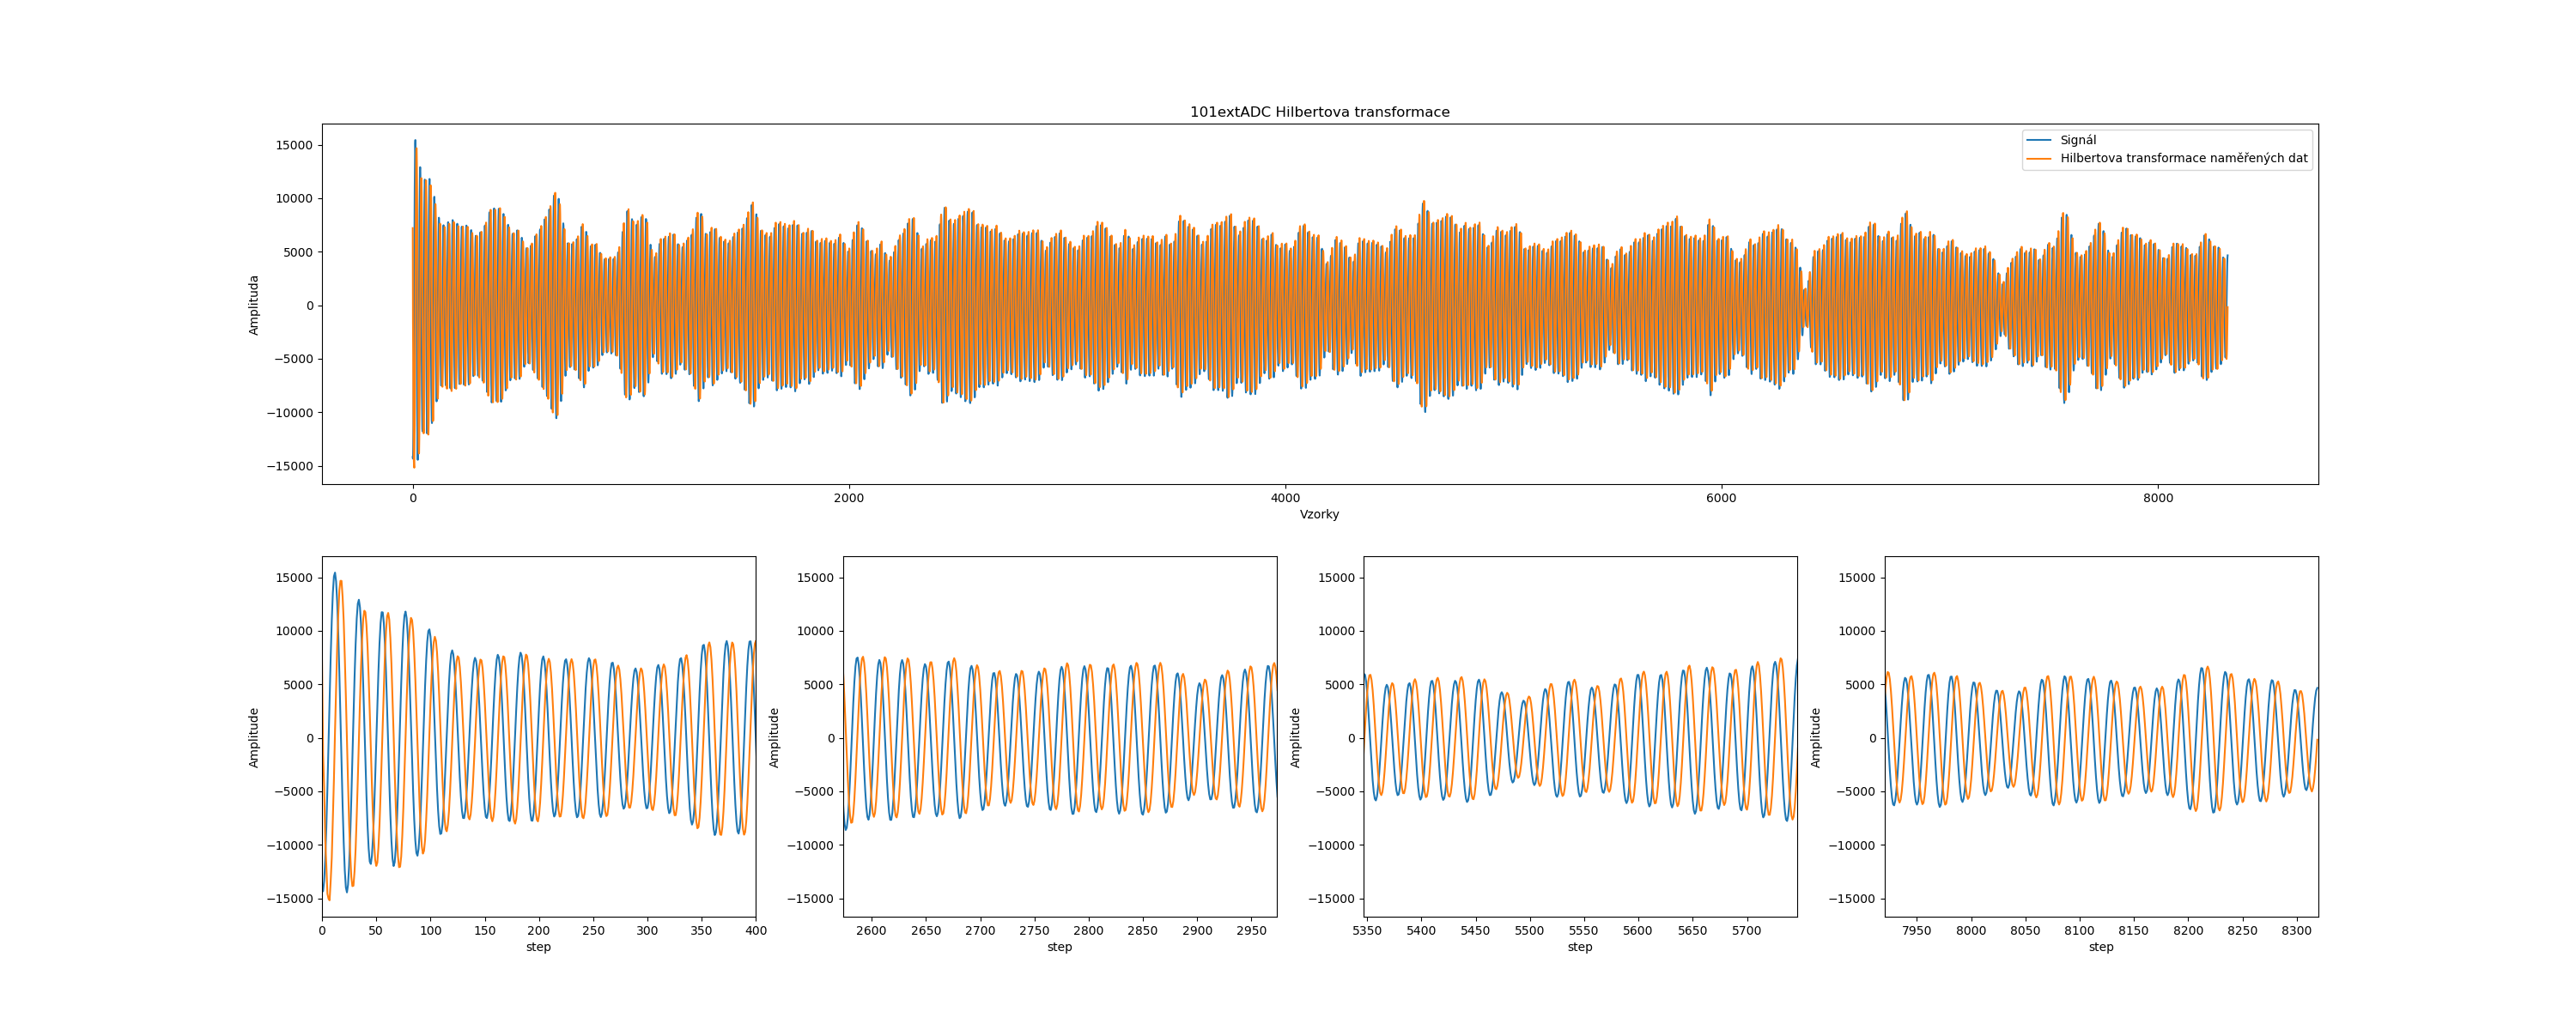 101extADC Hilbertova transformace
Signál
Hilbertova transformace naměřených dat
15000
10000
5000
0
−5000
−10000
−15000
Amplituda
0 2000 4000 6000 8000
Vzorky
15000
10000
5000
0
−5000
−10000
−15000
Amplitude
0 50 100 150 200 250 300 350 400
step
15000
10000
5000
0
−5000
−10000
−15000
Amplitude
2600 2650 2700 2750 2800 2850 2900 2950
step
15000
10000
5000
0
−5000
−10000
−15000
Amplitude
5350 5400 5450 5500 5550 5600 5650 5700
step
15000
10000
5000
0
−5000
−10000
−15000
Amplitude
7950 8000 8050 8100 8150 8200 8250 8300
step